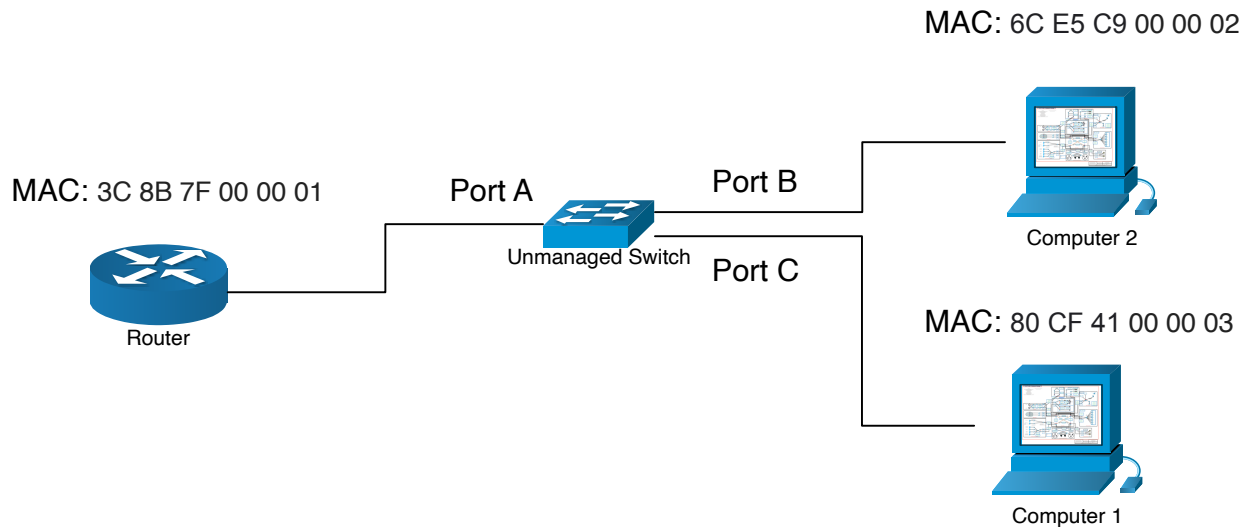 MAC: 6C E5 C9 00 00 02
MAC: 3C 8B 7F 00 00 01
Port A
Port B
Computer 2
Unmanaged Switch
Port C
Router
MAC: 80 CF 41 00 00 03
Computer 1